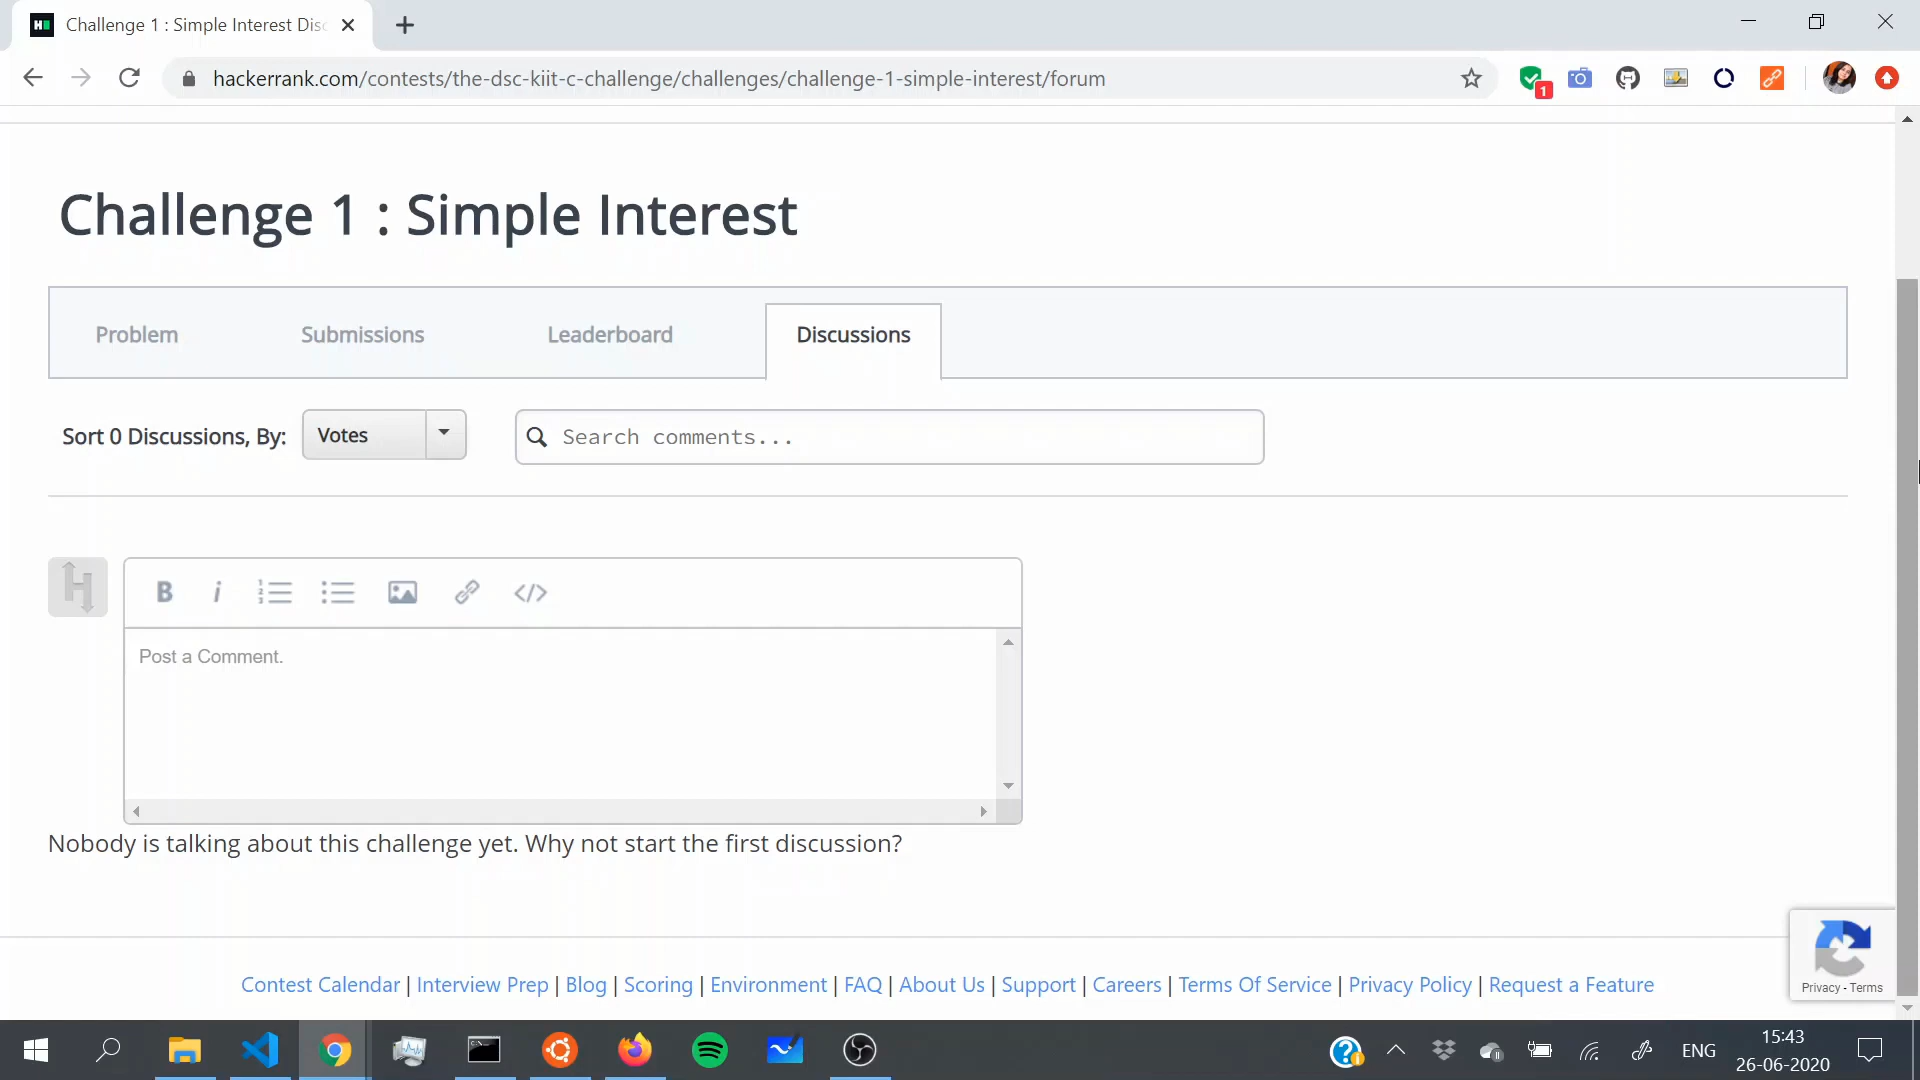 Challenge 1 : Simple Interest Disc
hackerrank.com/contests/the-dsc-kiit-c-challenge/challenges/challenge-1-simple-interest/forum
1
Challenge 1 : Simple Interest
Problem Submissions Leaderboard Discussions
Sort 0 Discussions, By: Votes Search comments...
B i
Post a Comment.
Nobody is talking about this challenge yet. Why not start the first discussion?
Contest Calendar | Interview Prep | Blog | Scoring | Environment | FAQ | About Us | Support | Careers | Terms Of Service | Privacy Policy | Request a Feature
Privacy - Terms
ENG
15:43
26-06-2020